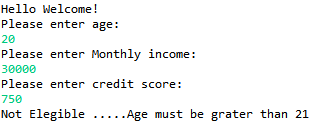 Hello Welcome!
Please enter age:
20
Please enter Monthly income:
30000
Please enter credit score:
750
Not Elegible .....Age must be grater than 21